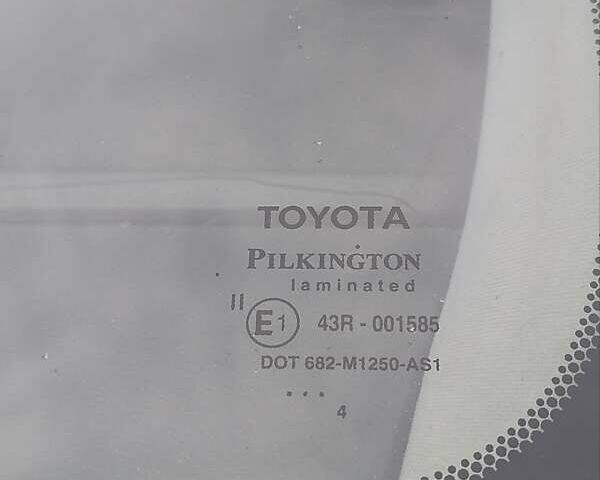 TOYOTA
PILKINGTON
laminated
II
E1 43R - 001585
DOT 682-M1250-AS1
...
4